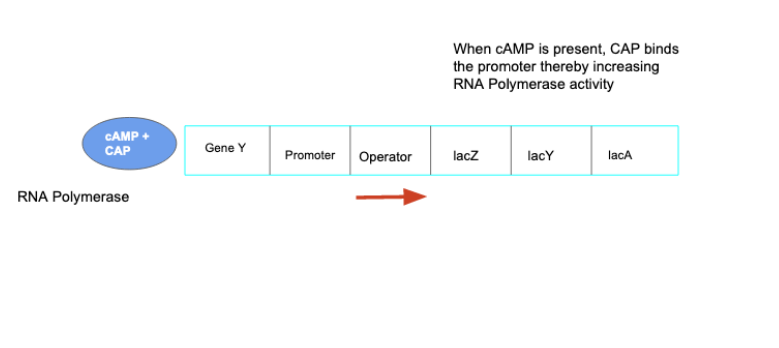 When cAMP is present, CAP binds
the promoter thereby increasing
RNA Polymerase activity
cAMP +
CAP
Gene Y
Promoter
Operator
lacZ
lacY
lacA
RNA Polymerase